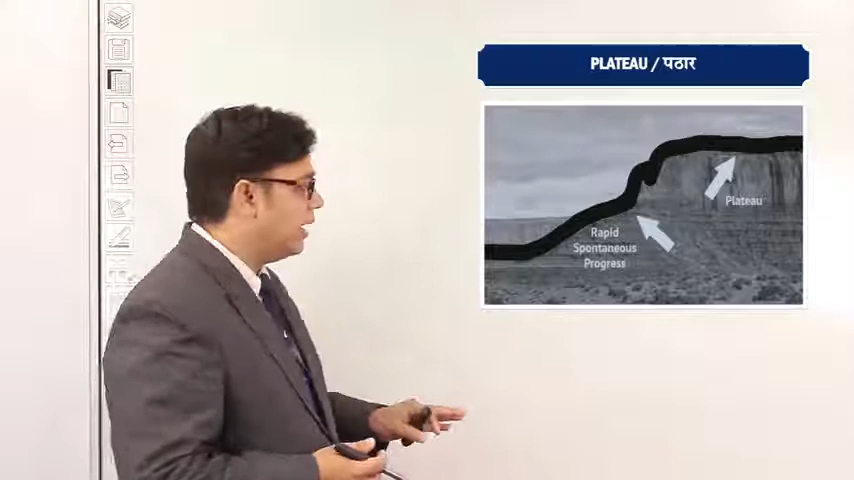 PLATEAU / पठार
Plateau
Rapid
Spontaneous
Progress